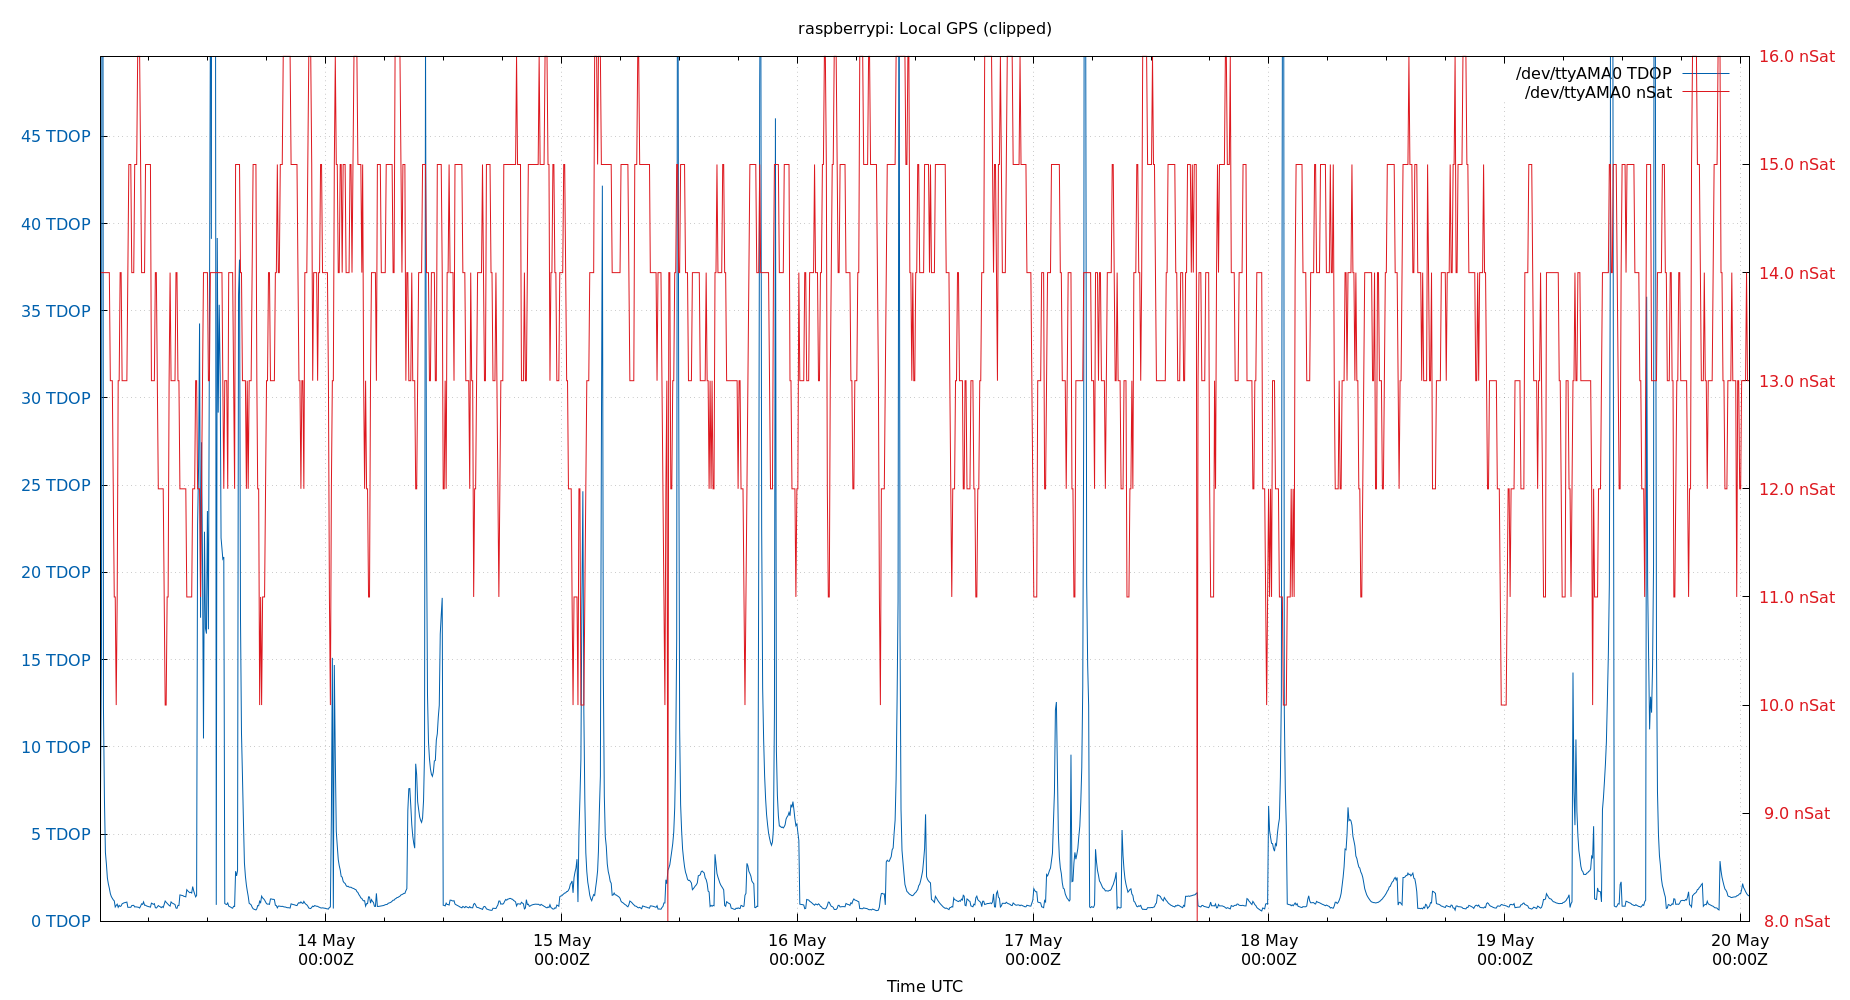 raspberrypi: Local GPS (clipped)
16.0 nSat
/dev/ttyAMA0 TDOP
/dev/ttyAMA0 nSat
45 TDOP
15.0 nSat
40 TDOP
14.0 nSat
35 TDOP
30 TDOP
13.0 nSat
25 TDOP
12.0 nSat
20 TDOP
11.0 nSat
15 TDOP
10.0 nSat
10 TDOP
9.0 nSat
5 TDOP
0 TDOP
8.0 nSat
14 May 15 May 16 May 17 May 18 May 19 May 20 May
00:00Z 00:00Z 00:00Z 00:00Z 00:00Z 00:00Z 00:00Z
Time UTC